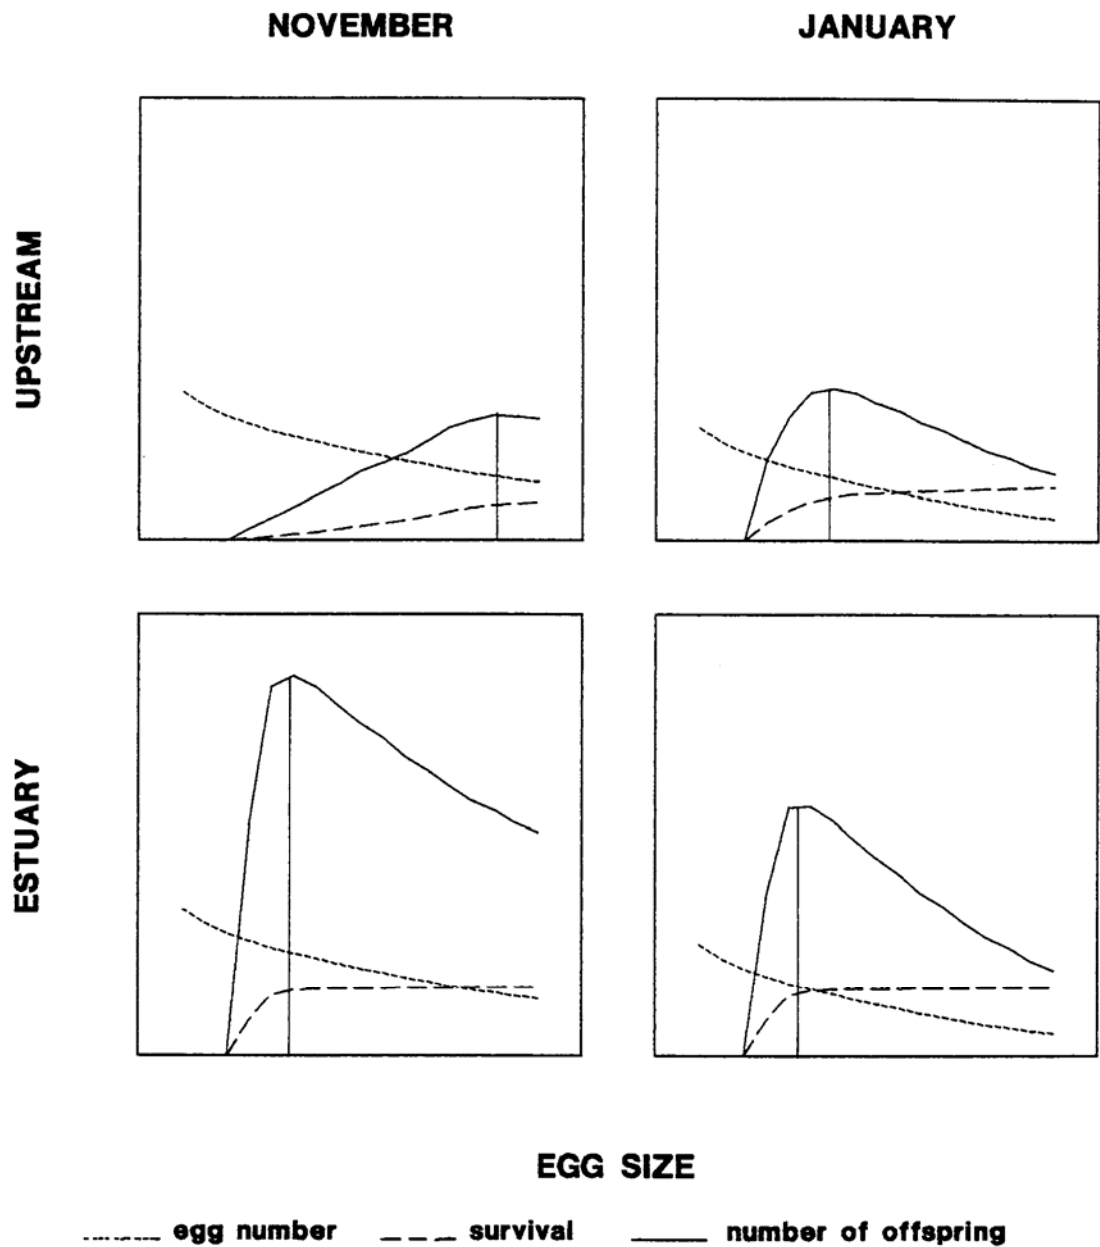 NOVEMBER JANUARY
UPSTREAM
ESTUARY
EGG SIZE
egg number survival number of offspring